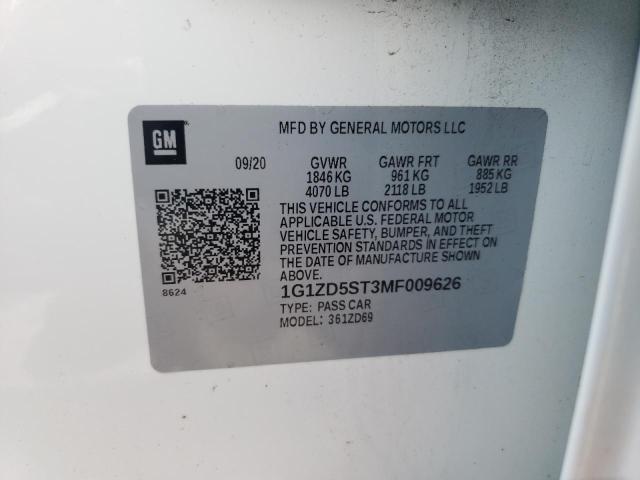 GM
MFD BY GENERAL MOTORS LLC
09/20 GVWR GAWR FRT GAWR RR
1846 KG 961 KG 885 KG
4070 LB 2118 LB 1952 LB
THIS VEHICLE CONFORMS TO ALL
APPLICABLE U.S. FEDERAL MOTOR
VEHICLE SAFETY, BUMPER, AND THEFT
PREVENTION STANDARDS IN EFFECT ON
THE DATE OF MANUFACTURE SHOWN
ABOVE.
8624
1G1ZD5ST3MF009626
TYPE: PASS CAR
MODEL: 361ZD69